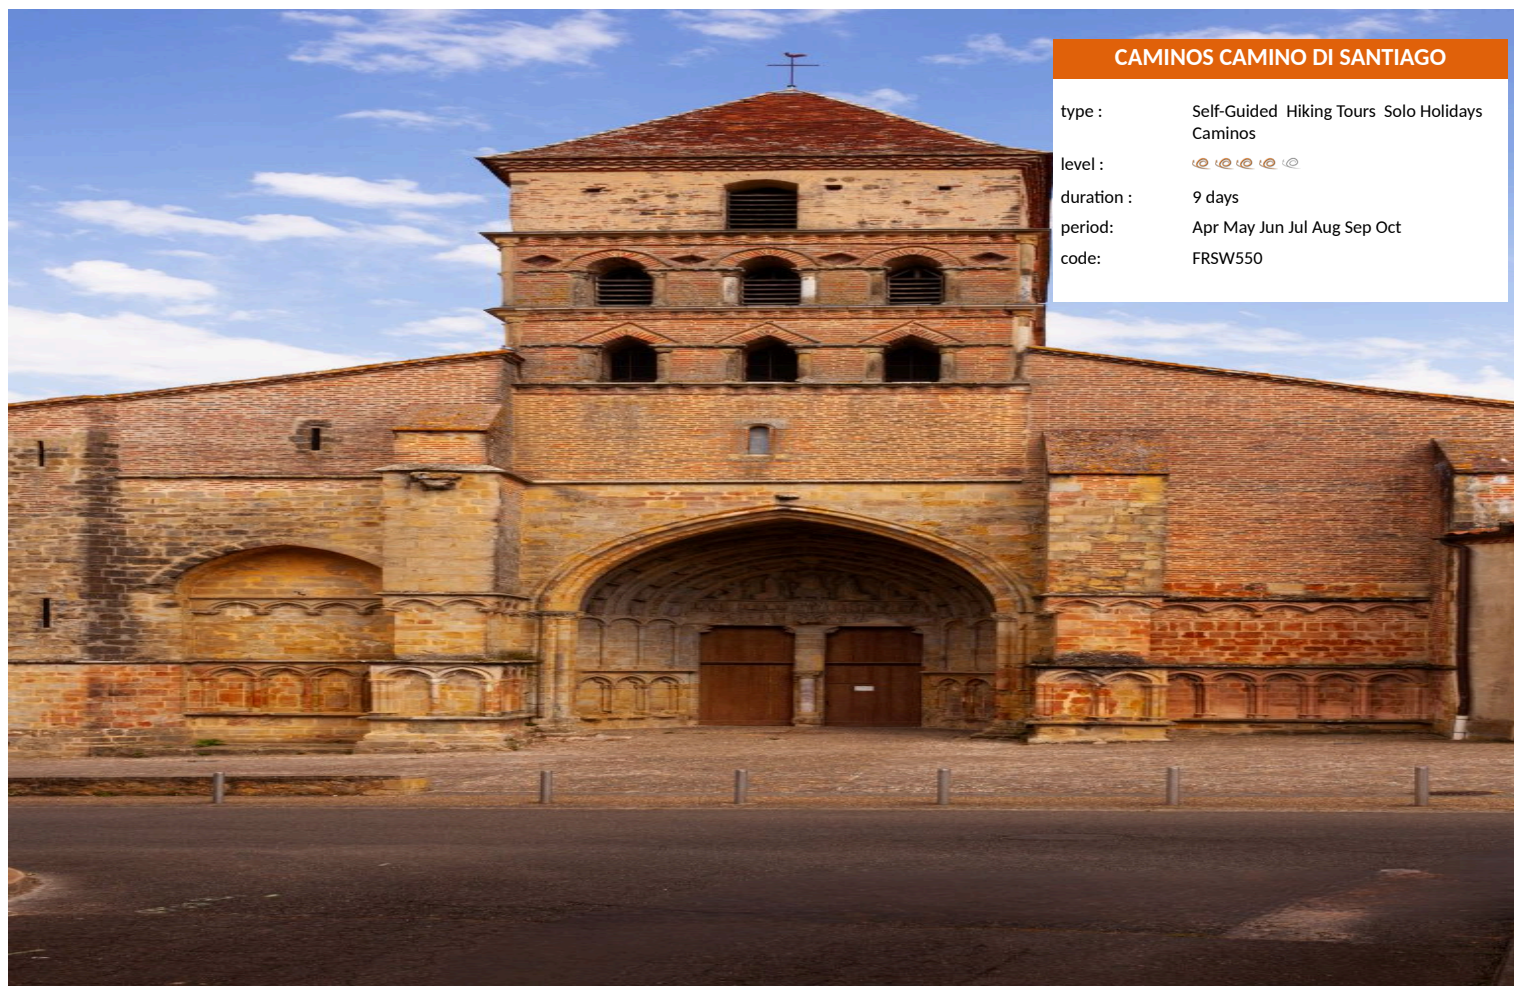 CAMINOS CAMINO DI SANTIAGO
type : Self-Guided Hiking Tours Solo Holidays
Caminos
level :
duration : 9 days
period: Apr May Jun Jul Aug Sep Oct
code: FRSW550